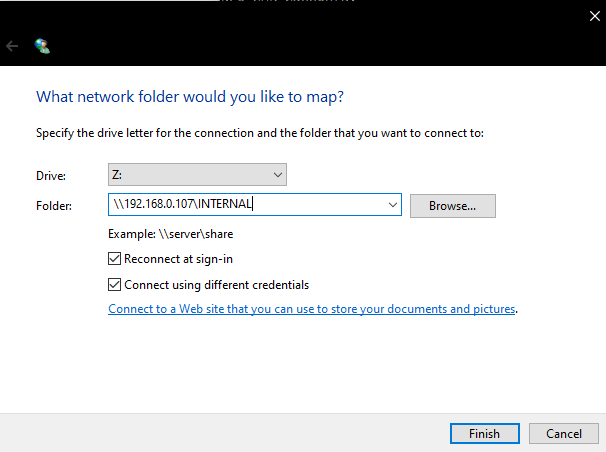 What network folder would you like to map?
Specify the drive letter for the connection and the folder that you want to connect to:
Drive: Z:
Folder: \\192.168.0.107\INTERNAL Browse...
Example: \\server\share
Reconnect at sign-in
Connect using different credentials
Connect to a Web site that you can use to store your documents and pictures.
Finish Cancel